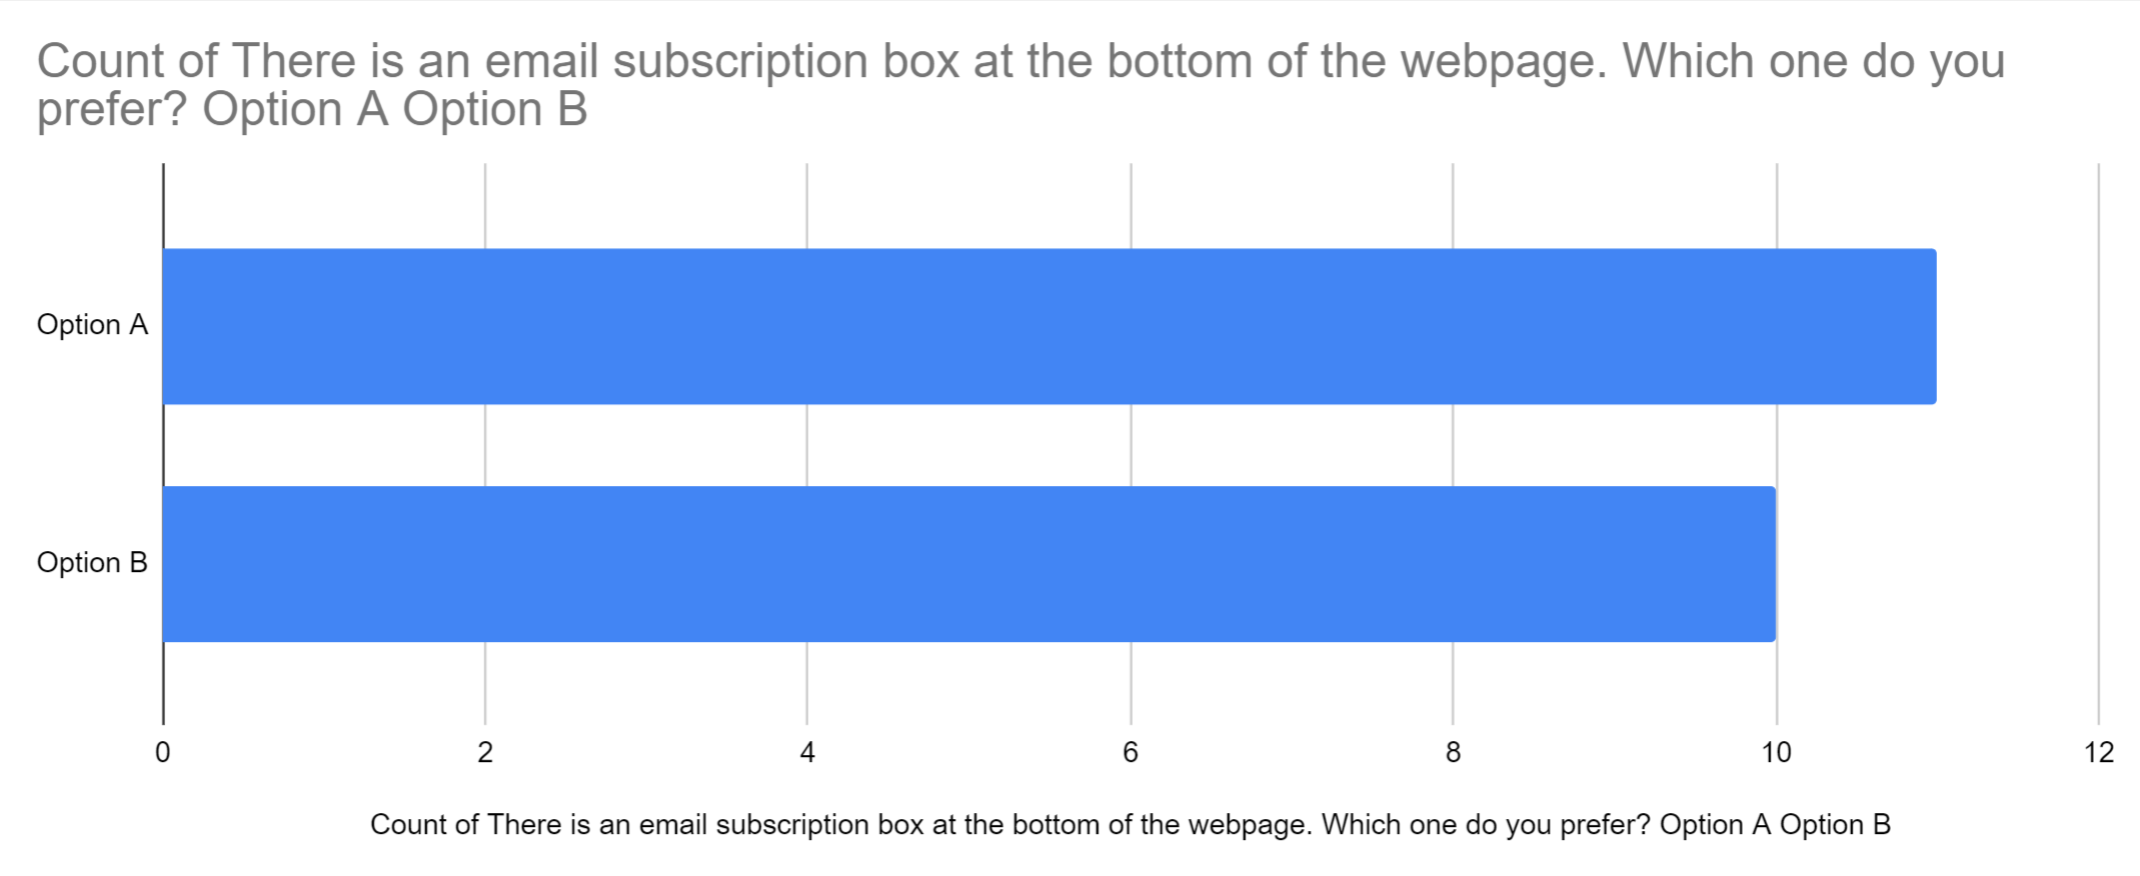 Count of There is an email subscription box at the bottom of the webpage. Which one do you
prefer? Option A Option B
Option A
Option B
0 2 4 6 8 10 12
Count of There is an email subscription box at the bottom of the webpage. Which one do you prefer? Option A Option B